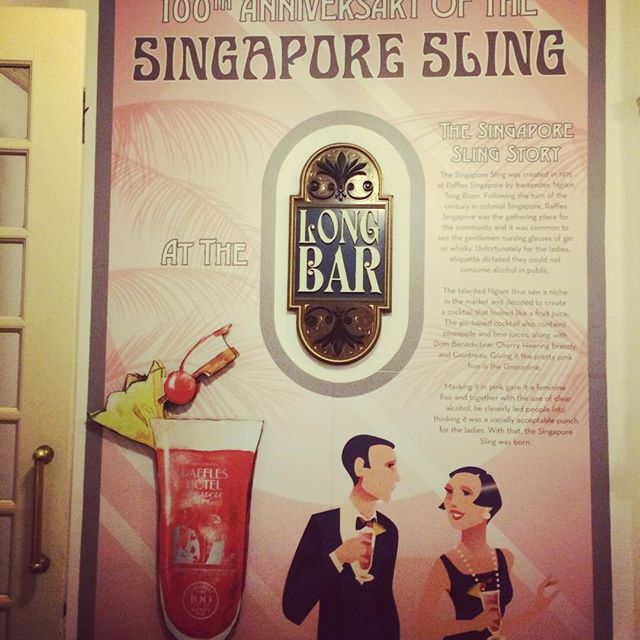 100TH ANNIVERSARY OF THE
SINGAPORE SLING
AT THE
LONG
BAR
THE SINGAPORE
SLING STORY
The Singapore Sling was created in 1915
at Raffles Singapore by bartender, Ngiam
Tong Boon. Following the turn of the
century in colonial Singapore, Raffles
Singapore was the gathering place for
the community and it was common to
see the gentlemen nursing glasses of gin
or whisky. Unfortunately for the ladies,
etiquette dictated they could not
consume alcohol in public.
The talented Ngiam thus saw a niche
in the market and decided to create
a cocktail that looked like a fruit juice.
The gin-based cocktail also contains
pineapple and lime juices, along with
Dom Benedictine, Cherry Heering brandy,
and Cointreau. Giving it the pretty pink
hue is the Grenadine.
Masking it in pink gave it a feminine
flair and together with the use of clear
alcohol, he cleverly led people into
thinking it was a socially acceptable punch
for the ladies. With that, the Singapore
Sling was born.
RAFFLES
HOTEL
100